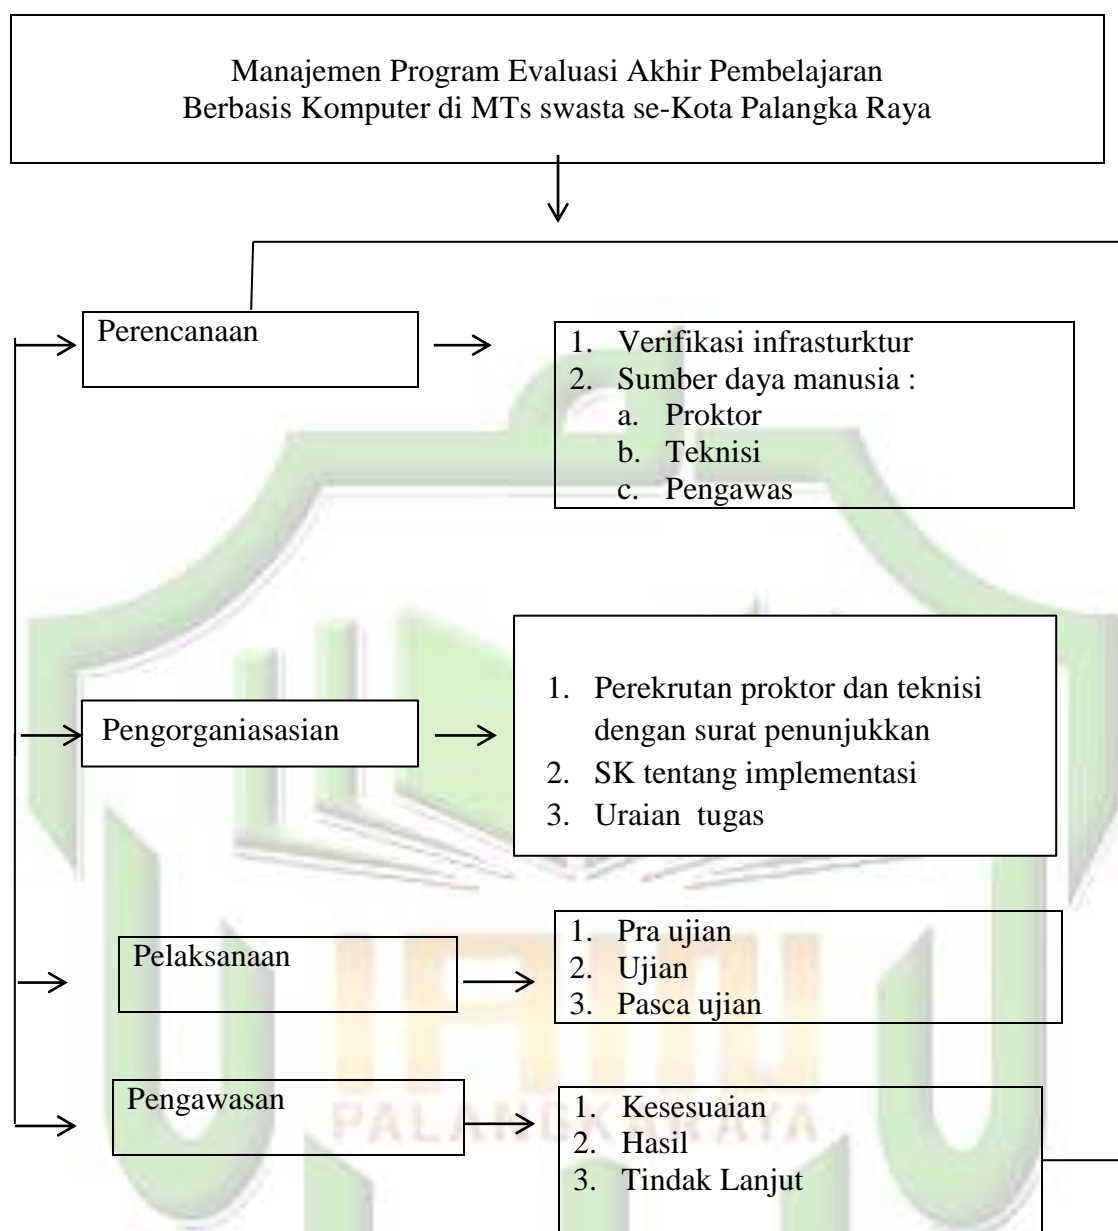 Manajemen Program Evaluasi Akhir Pembelajaran
Berbasis Komputer di MTs swasta se-Kota Palangka Raya
Perencanaan
1. Verifikasi infrasturktur
2. Sumber daya manusia :
a. Proktor
b. Teknisi
c. Pengawas
Pengorganiasasian
1. Perekrutan proktor dan teknisi
dengan surat penunjukkan
2. SK tentang implementasi
3. Uraian tugas
Pelaksanaan
1. Pra ujian
2. Ujian
3. Pasca ujian
Pengawasan
1. Kesesuaian
2. Hasil
3. Tindak Lanjut
IAIN
PALANGKARAYA